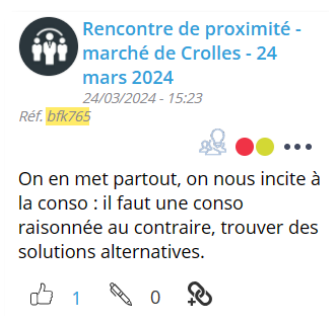 Rencontre de proximité -
marché de Crolles - 24
mars 2024
24/03/2024 - 15:23
Réf. bfk765
On en met partout, on nous incite à
la conso : il faut une conso
raisonnée au contraire, trouver des
solutions alternatives.
1 0